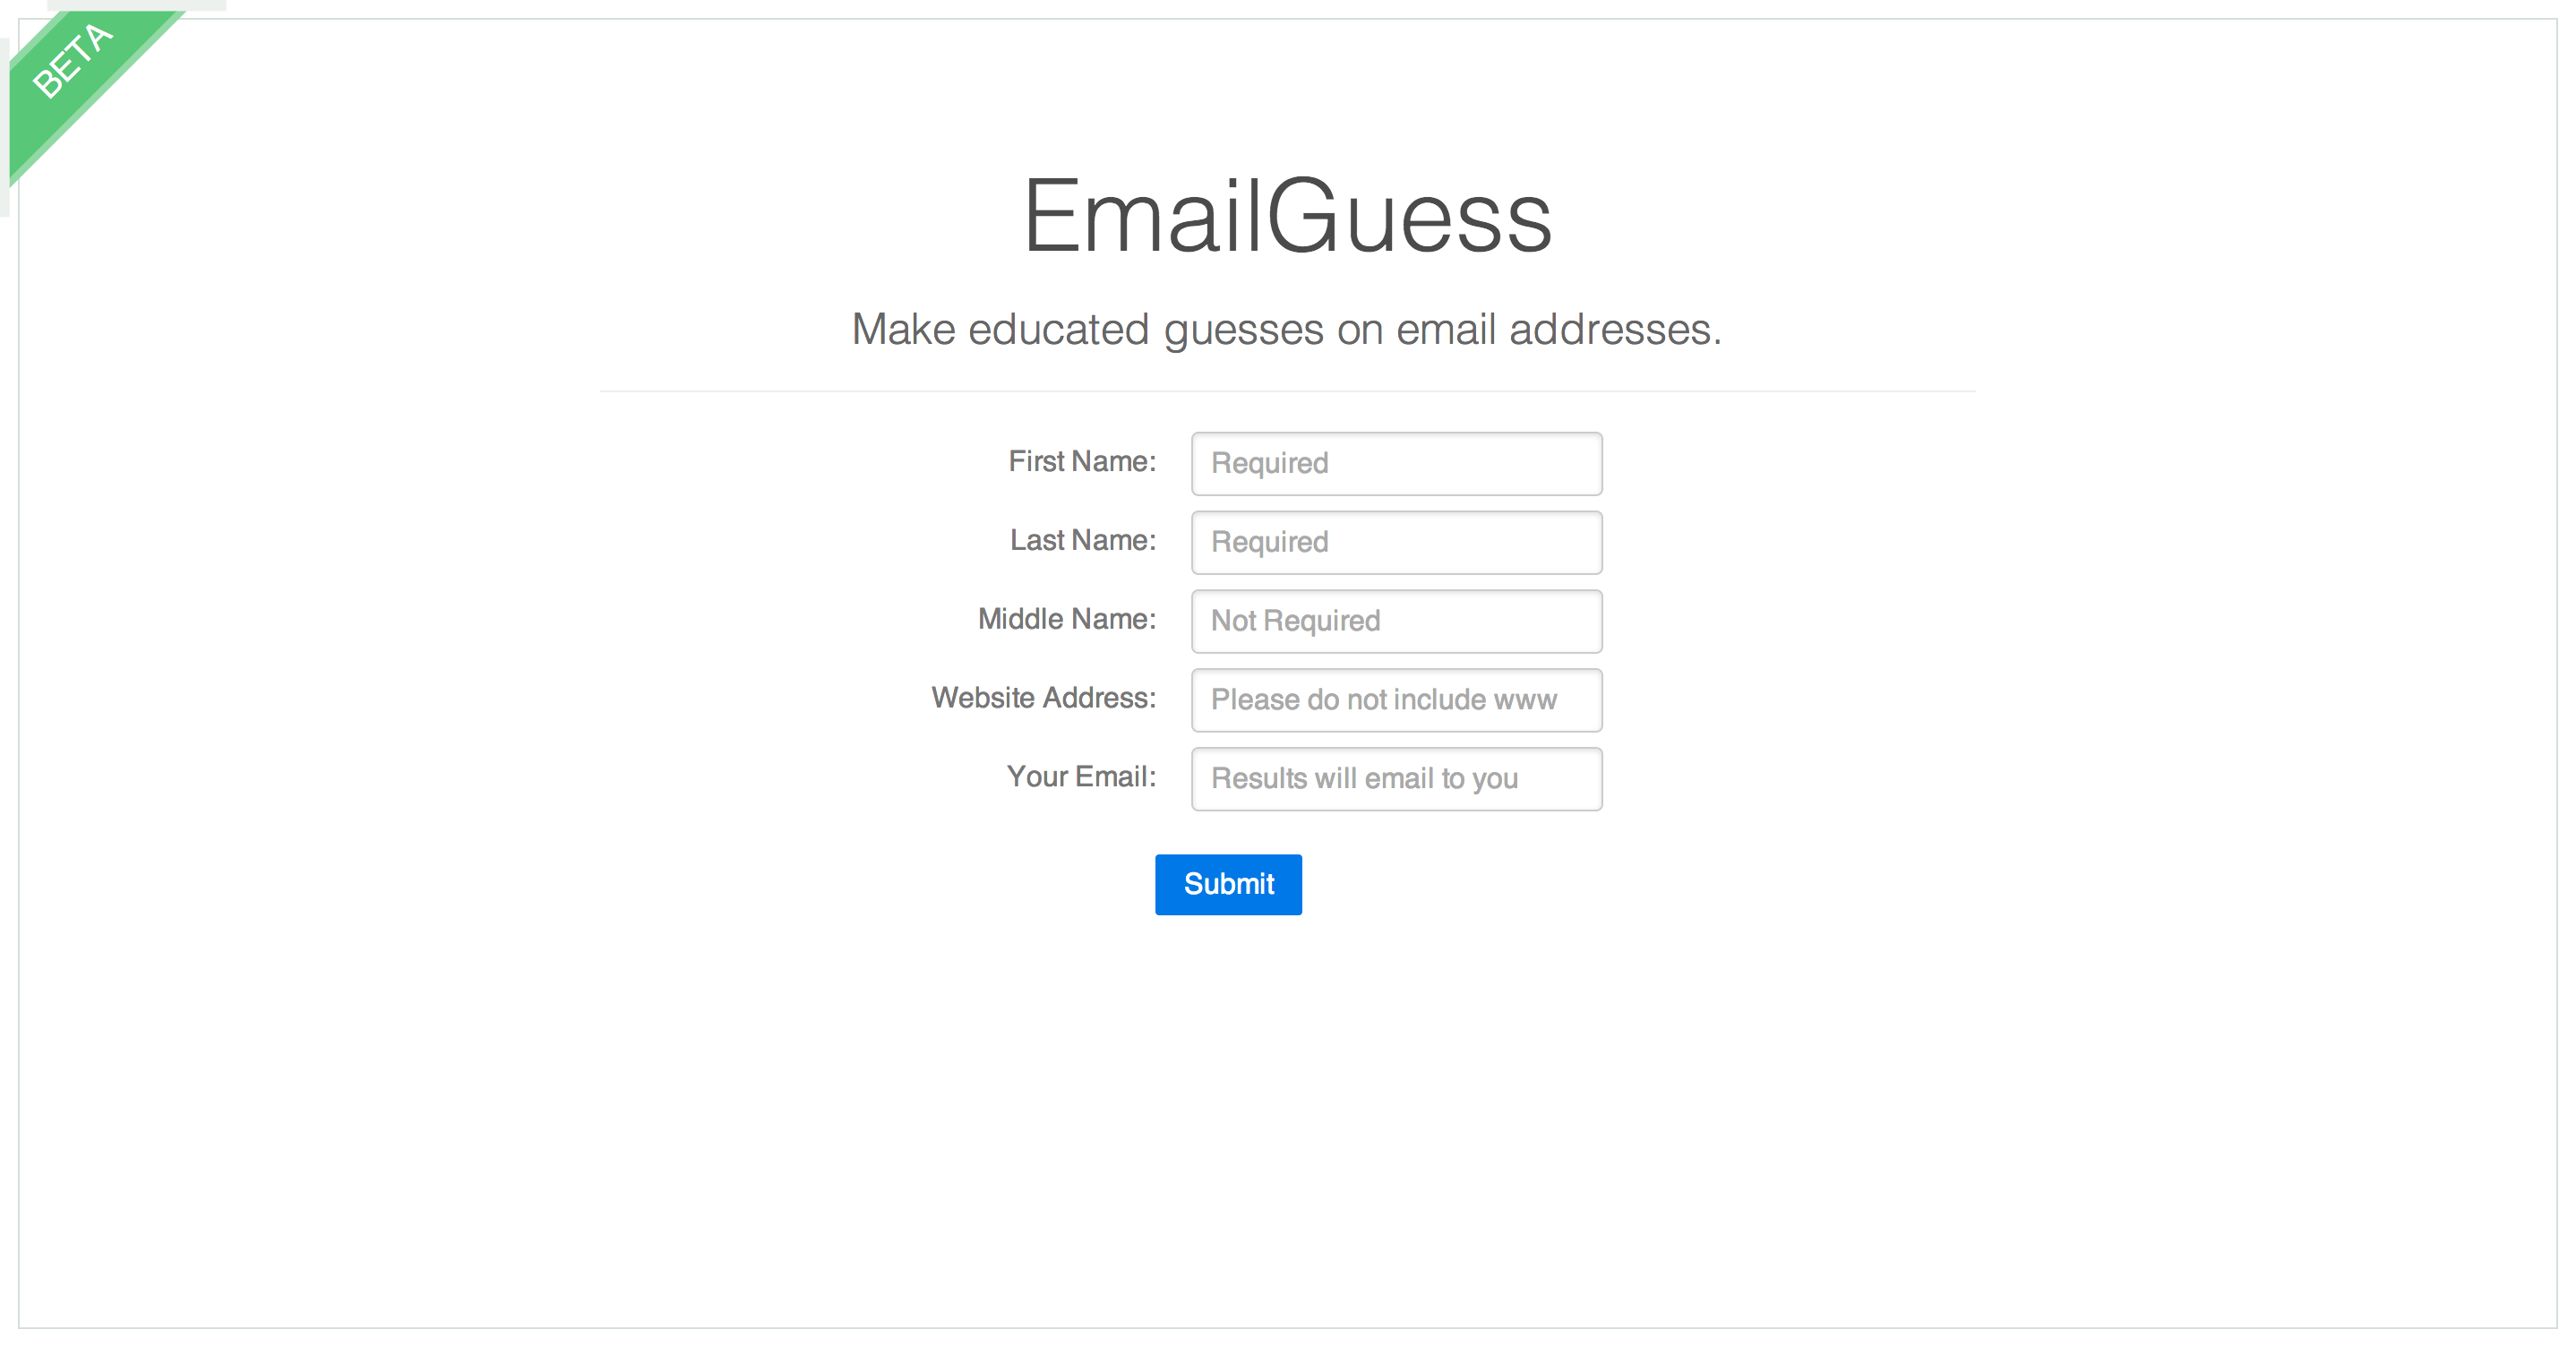 BETA
EmailGuess
Make educated guesses on email addresses.
First Name: Required
Last Name: Required
Middle Name: Not Required
Website Address: Please do not include www
Your Email: Results will email to you
Submit